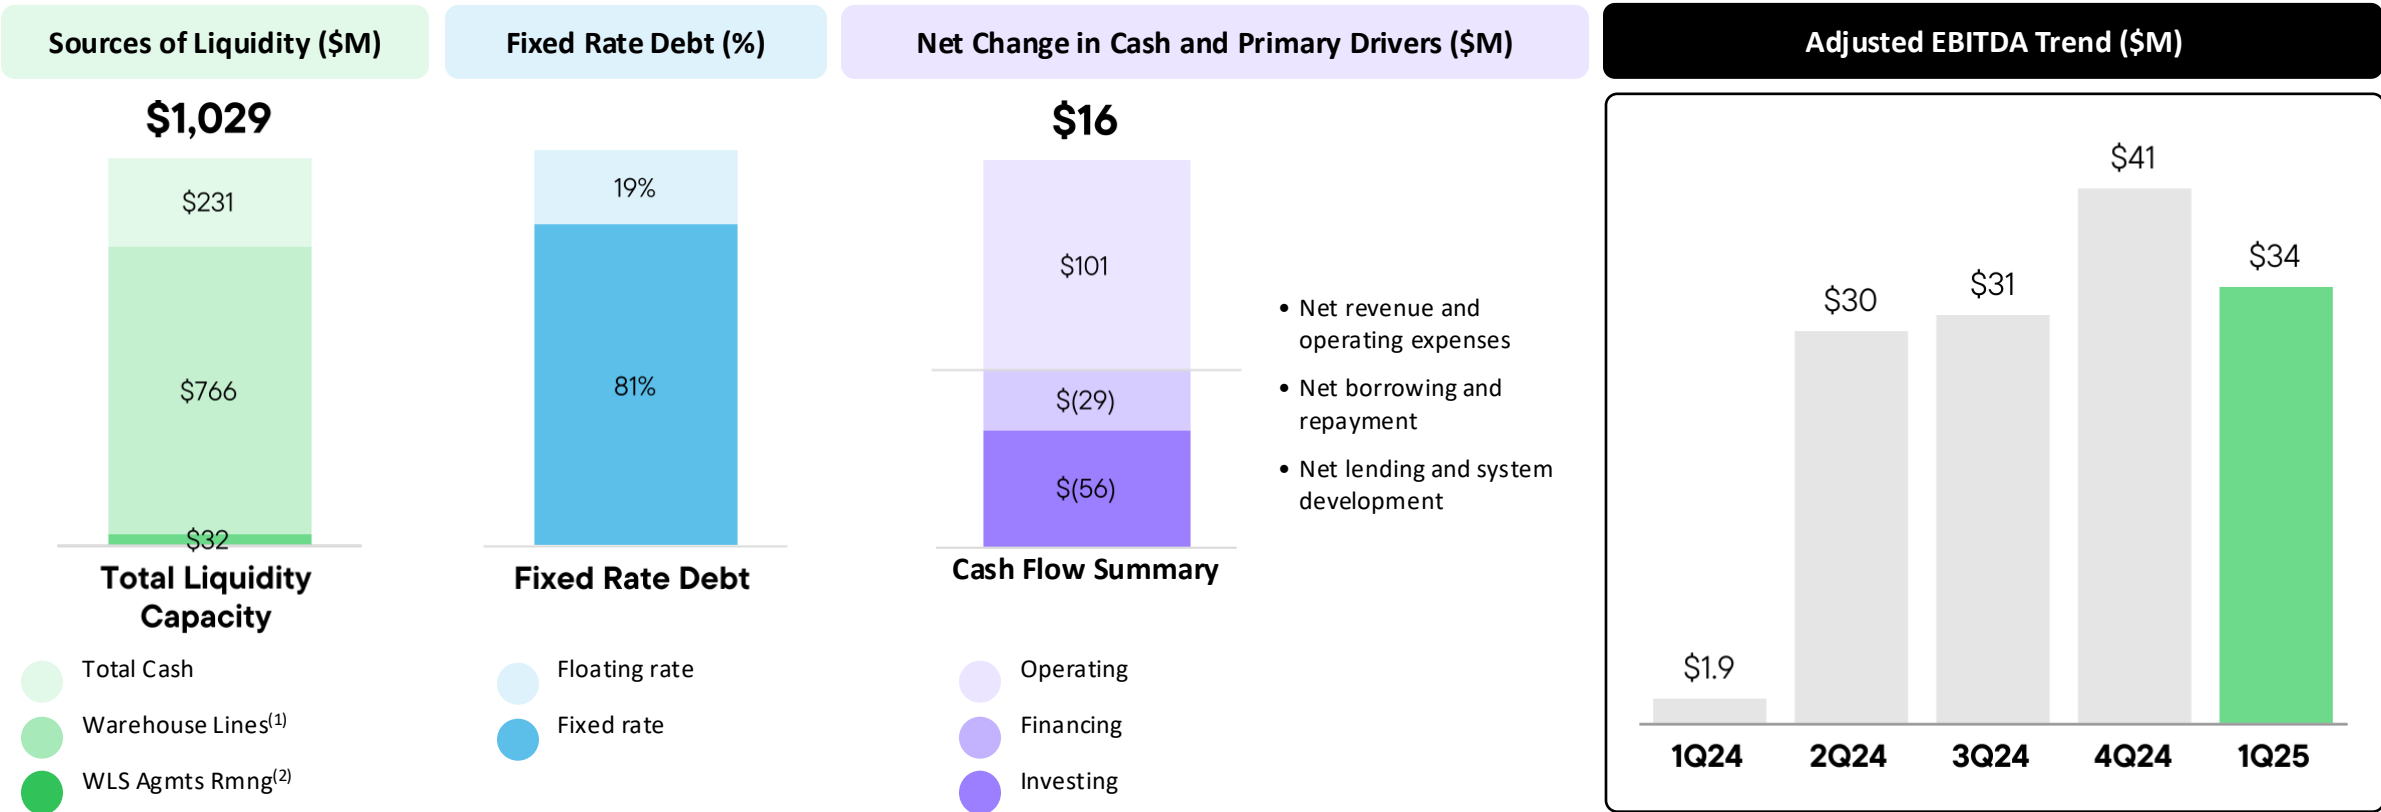 Sources of Liquidity ($M)
$1,029
$231
$766
$32
Total Liquidity
Capacity
Total Cash
Warehouse Lines(1)
WLS Agmts Rmng(2)
Fixed Rate Debt (%)
19%
81%
Fixed Rate Debt
Floating rate
Fixed rate
Net Change in Cash and Primary Drivers ($M)
$16
$101
$(29)
$(56)
Cash Flow Summary
• Net revenue and
operating expenses
• Net borrowing and
repayment
• Net lending and system
development
Operating
Financing
Investing
Adjusted EBITDA Trend ($M)
$1.9
$30
$31
$41
$34
1Q24
2Q24
3Q24
4Q24
1Q25